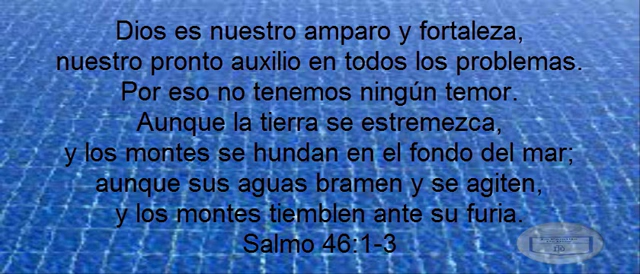 Dios es nuestro amparo y fortaleza,
nuestro pronto auxilio en todos los problemas.
Por eso no tenemos ningún temor.
Aunque la tierra se estremezca,
y los montes se hundan en el fondo del mar;
aunque sus aguas bramen y se agiten,
y los montes tiemblen ante su furia.
Salmo 46:1-3